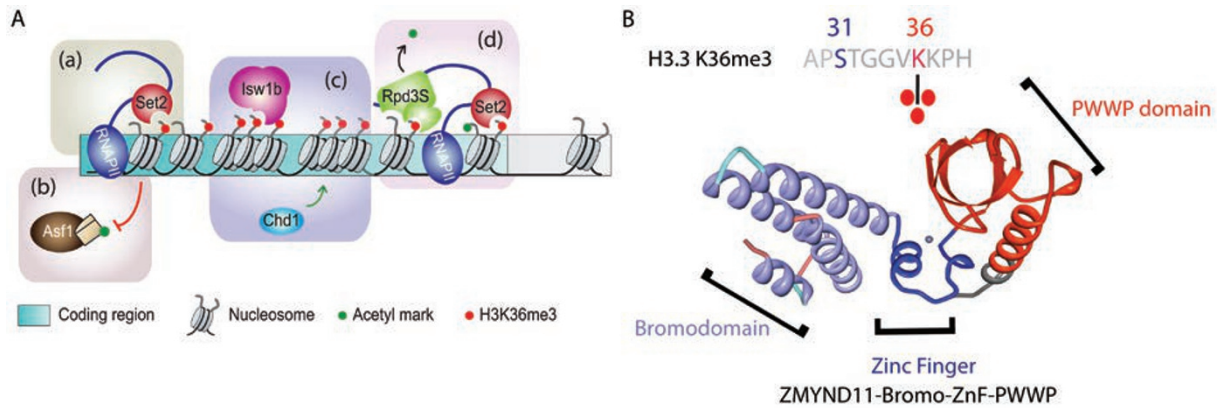 A
(a)
Set2
RNAPII
(b)
Asf1
Isw1b
(c)
Chd1
(d)
Rpd3S
Set2
RNAPII
Coding region
Nucleosome
Acetyl mark
H3K36me3
B
31 36
H3.3 K36me3 APSTGGVKKPH
PWWP domain
Bromodomain
Zinc Finger
ZMYND11-Bromo-ZnF-PWWP